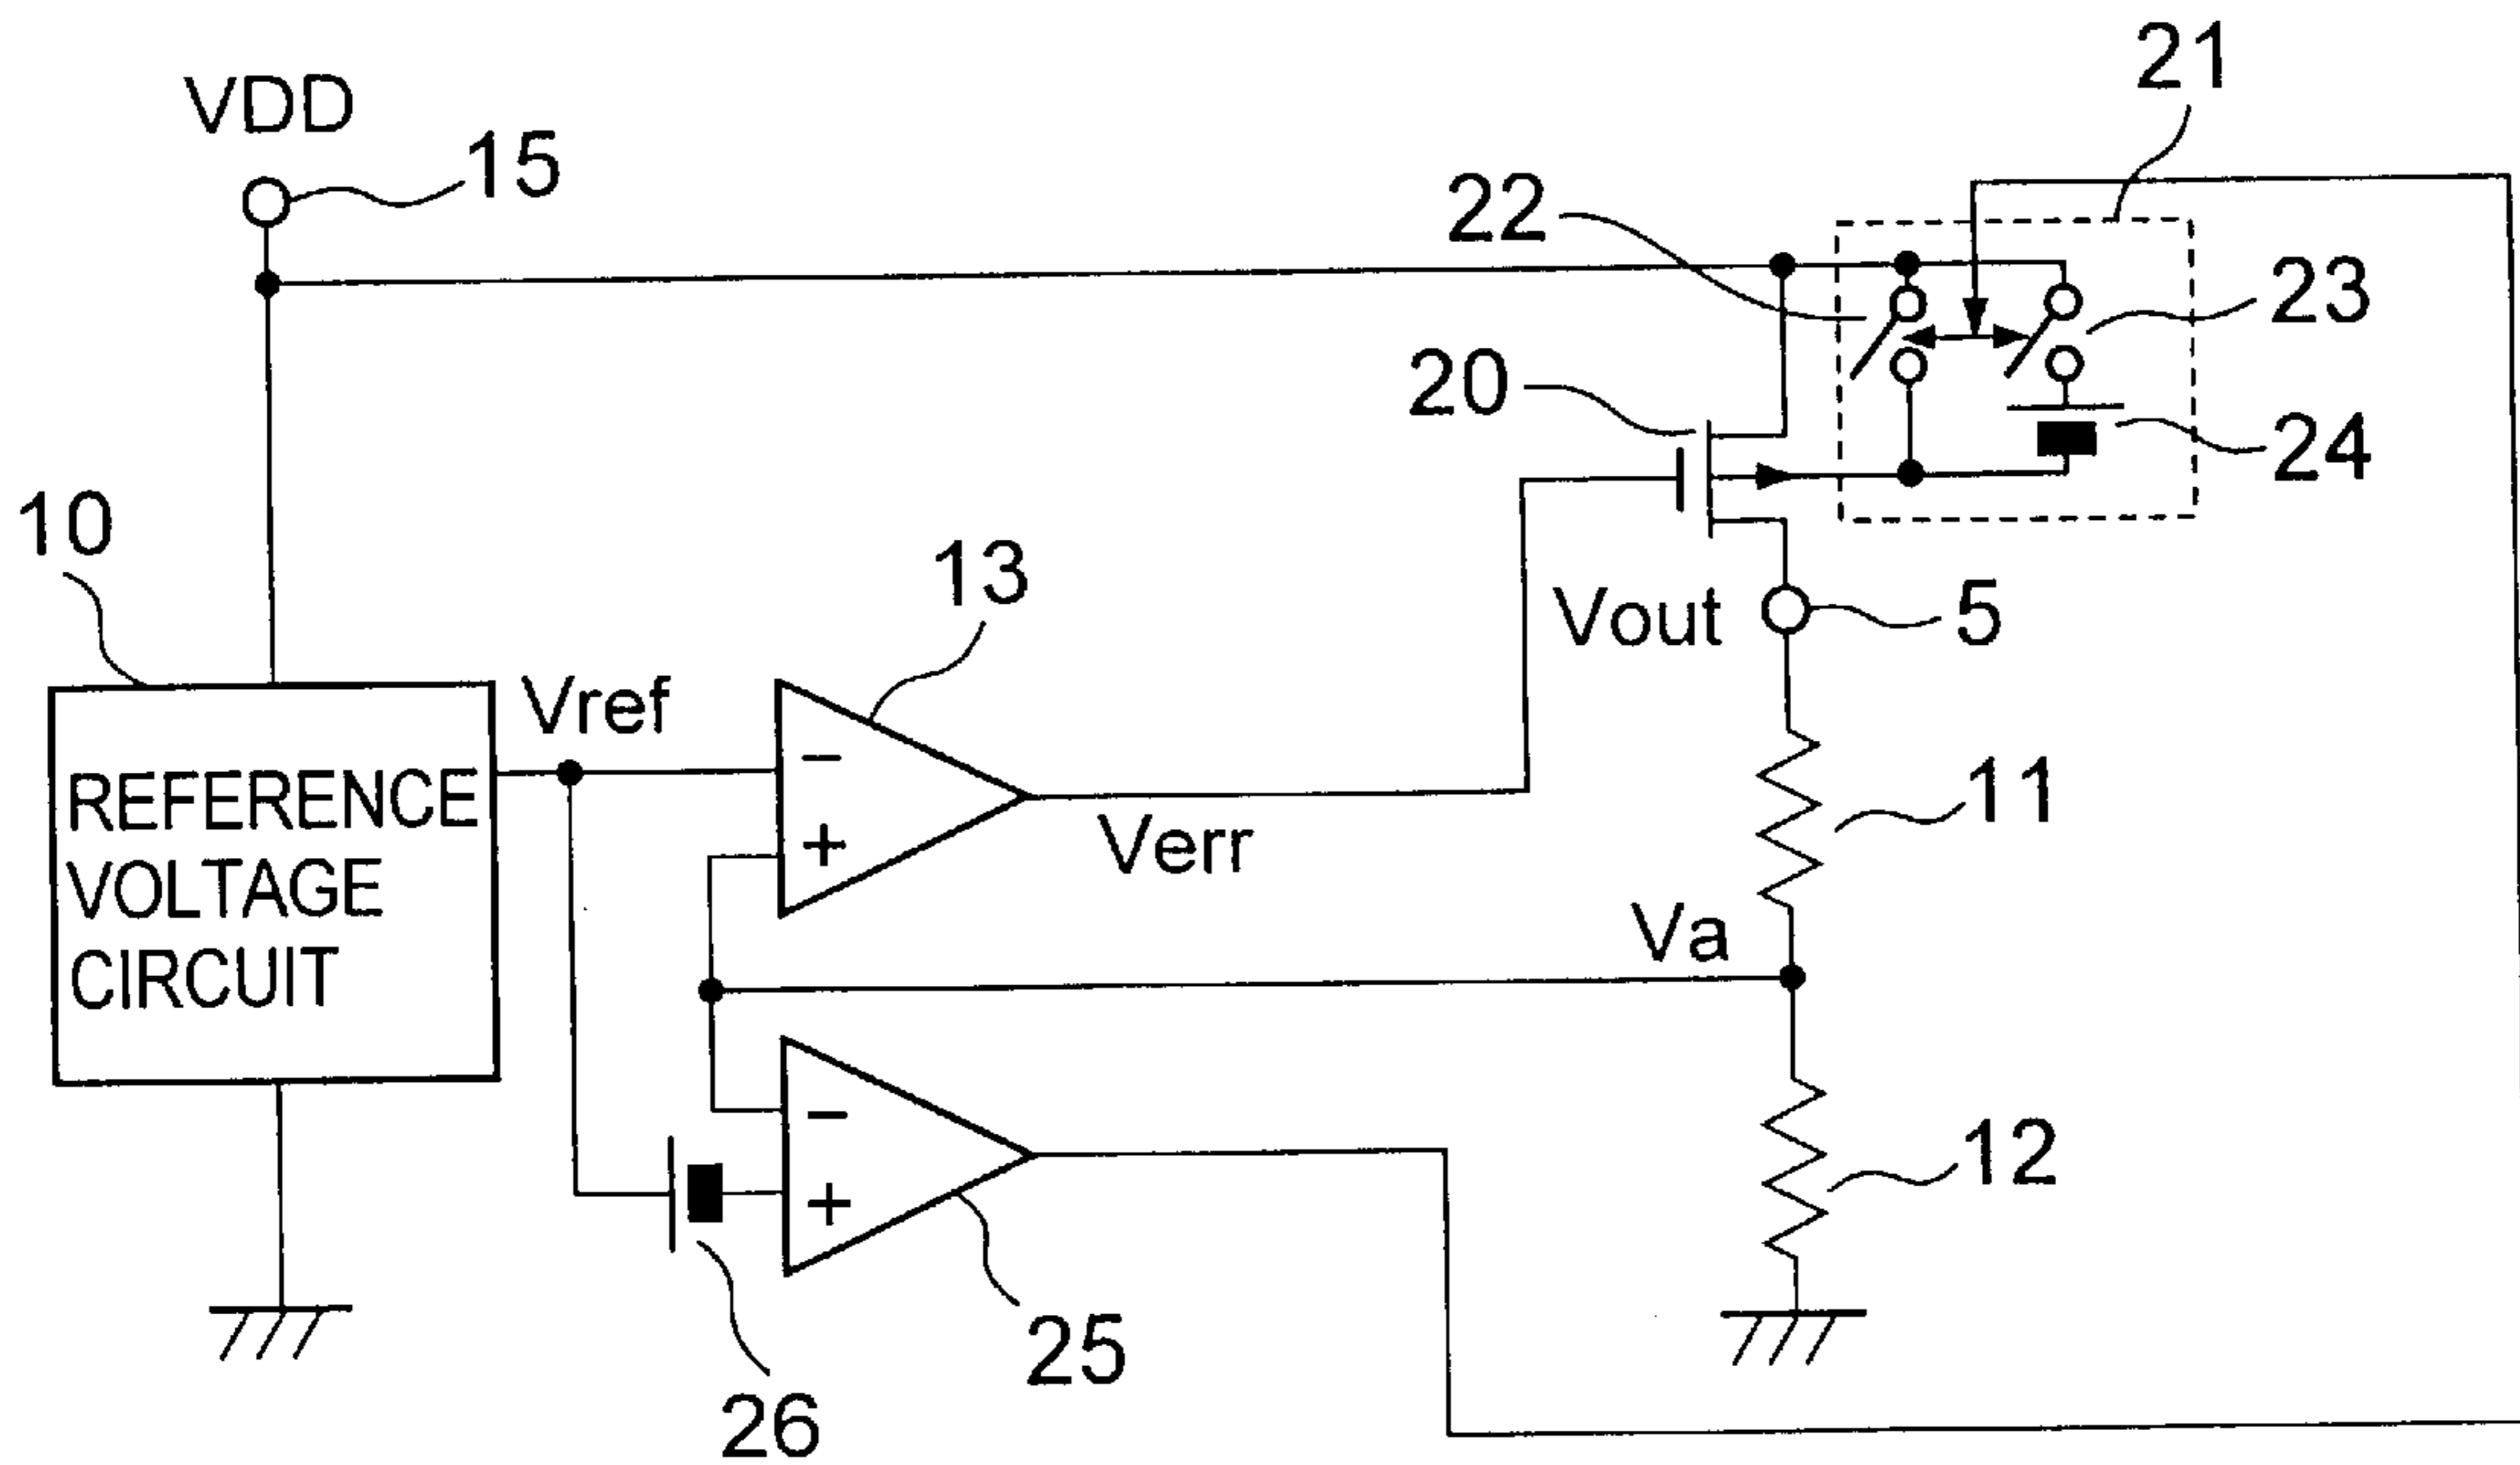 21
VDD
15
22
23
20
24
10
13
Vout
5
Vref
−
REFERENCE
VOLTAGE
CIRCUIT
11
+
Verr
Va
−
12
+
25
26